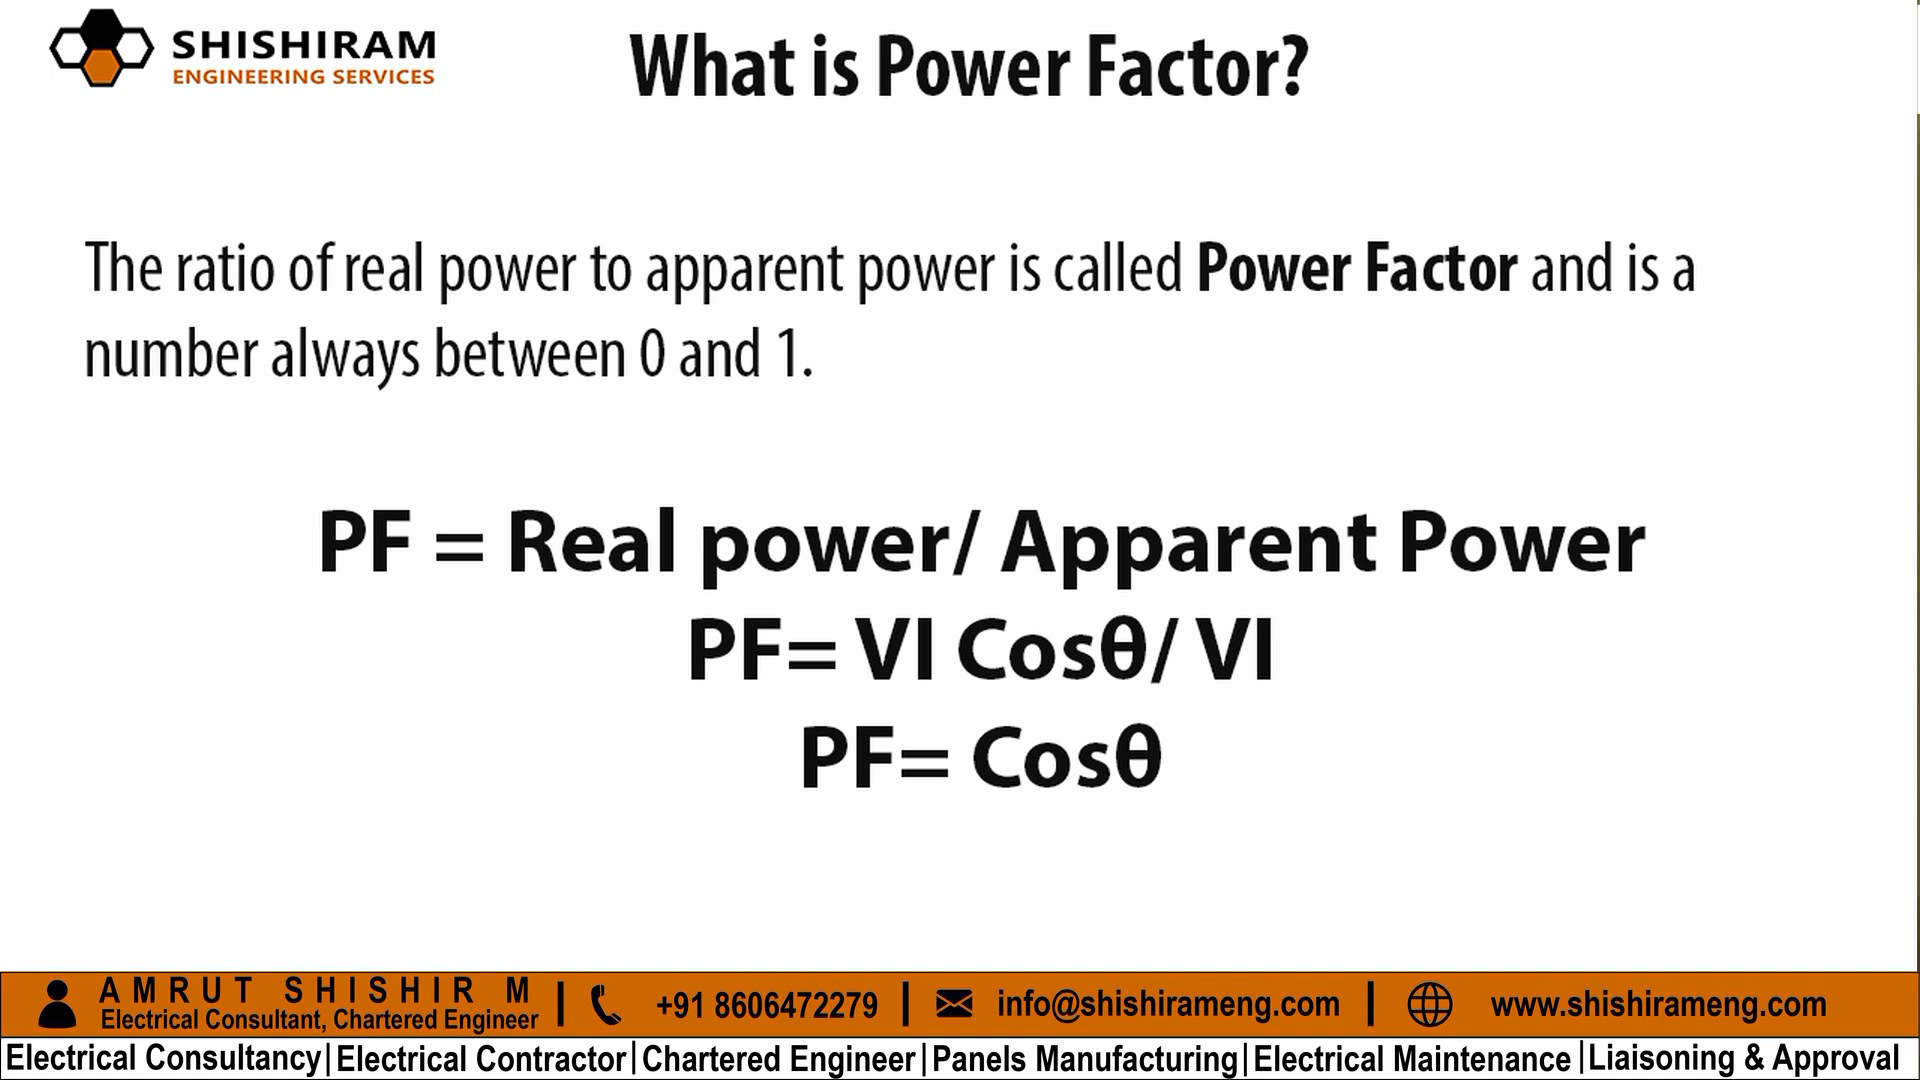 SHISHIRAM
ENGINEERING SERVICES
What is Power Factor?
The ratio of real power to apparent power is called Power Factor and is a
number always between 0 and 1.
PF = Real power/ Apparent Power
PF= VI Cosθ/ VI
PF= Cosθ
AMRUT SHISHIR M
Electrical Consultant, Chartered Engineer
+91 8606472279
info@shishirameng.com
www.shishirameng.com
Electrical Consultancy|Electrical Contractor|Chartered Engineer|Panels Manufacturing|Electrical Maintenance |Liaisoning & Approval